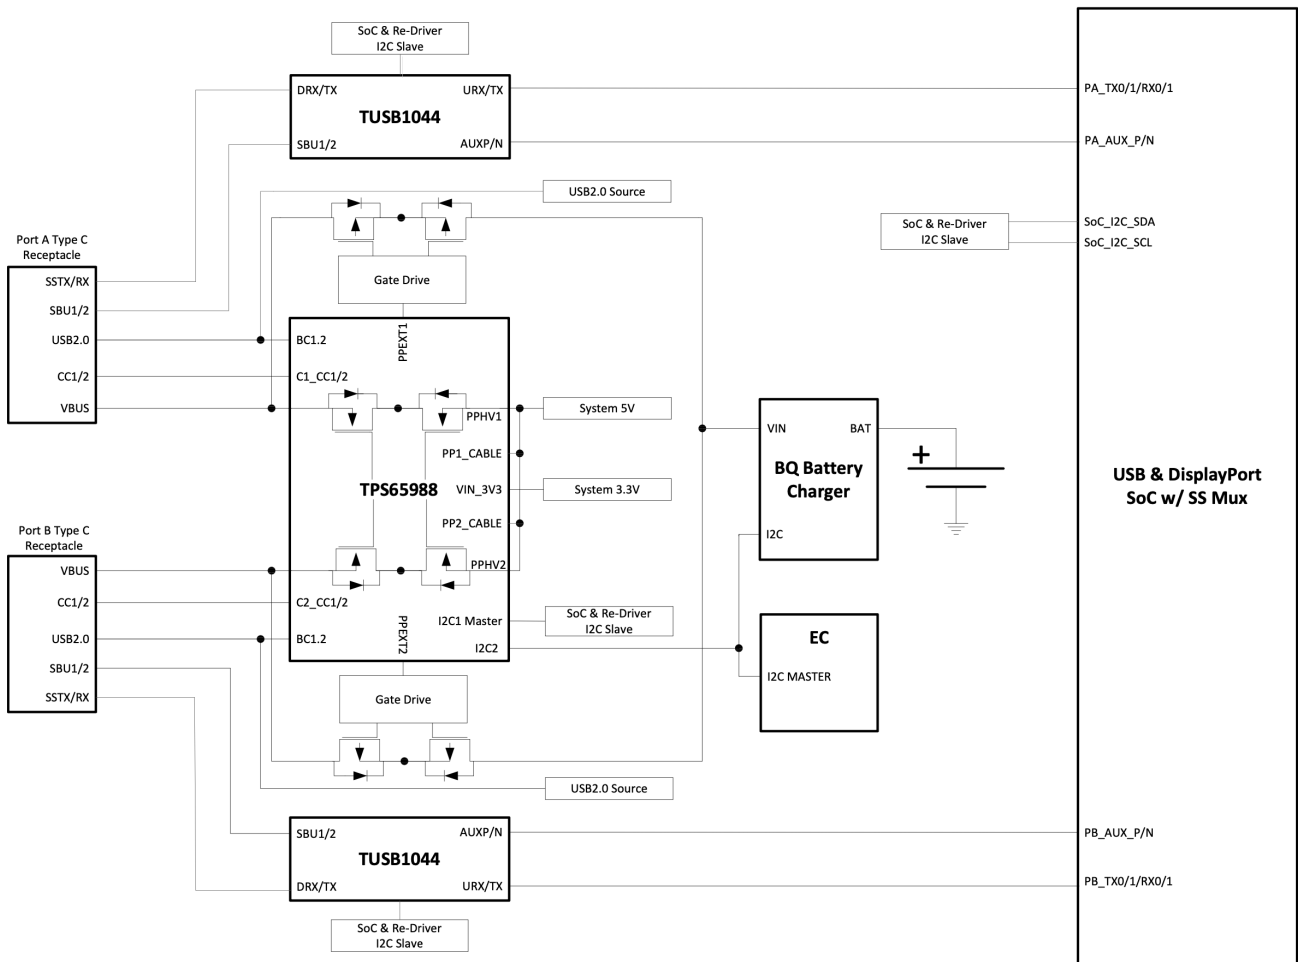 SoC & Re-Driver
I2C Slave
DRX/TX
URX/TX
TUSB1044
SBU1/2
AUXP/N
PA_TX0/1/RX0/1
PA_AUX_P/N
USB2.0 Source
SoC & Re-Driver
I2C Slave
SoC_I2C_SDA
SoC_I2C_SCL
Port A Type C
Receptacle
SSTX/RX
SBU1/2
USB2.0
CC1/2
VBUS
Gate Drive
PPEXT1
BC1.2
C1_CC1/2
PPHV1
System 5V
PP1_CABLE
TPS65988
VIN_3V3
System 3.3V
PP2_CABLE
PPHV2
C2_CC1/2
BC1.2
PPEXT2
I2C1 Master
SoC & Re-Driver
I2C Slave
I2C2
VIN
BAT
BQ Battery
Charger
I2C
+
EC
I2C MASTER
USB & DisplayPort
SoC w/ SS Mux
Port B Type C
Receptacle
VBUS
CC1/2
USB2.0
SBU1/2
SSTX/RX
Gate Drive
USB2.0 Source
SBU1/2
AUXP/N
TUSB1044
DRX/TX
URX/TX
PB_AUX_P/N
PB_TX0/1/RX0/1
SoC & Re-Driver
I2C Slave